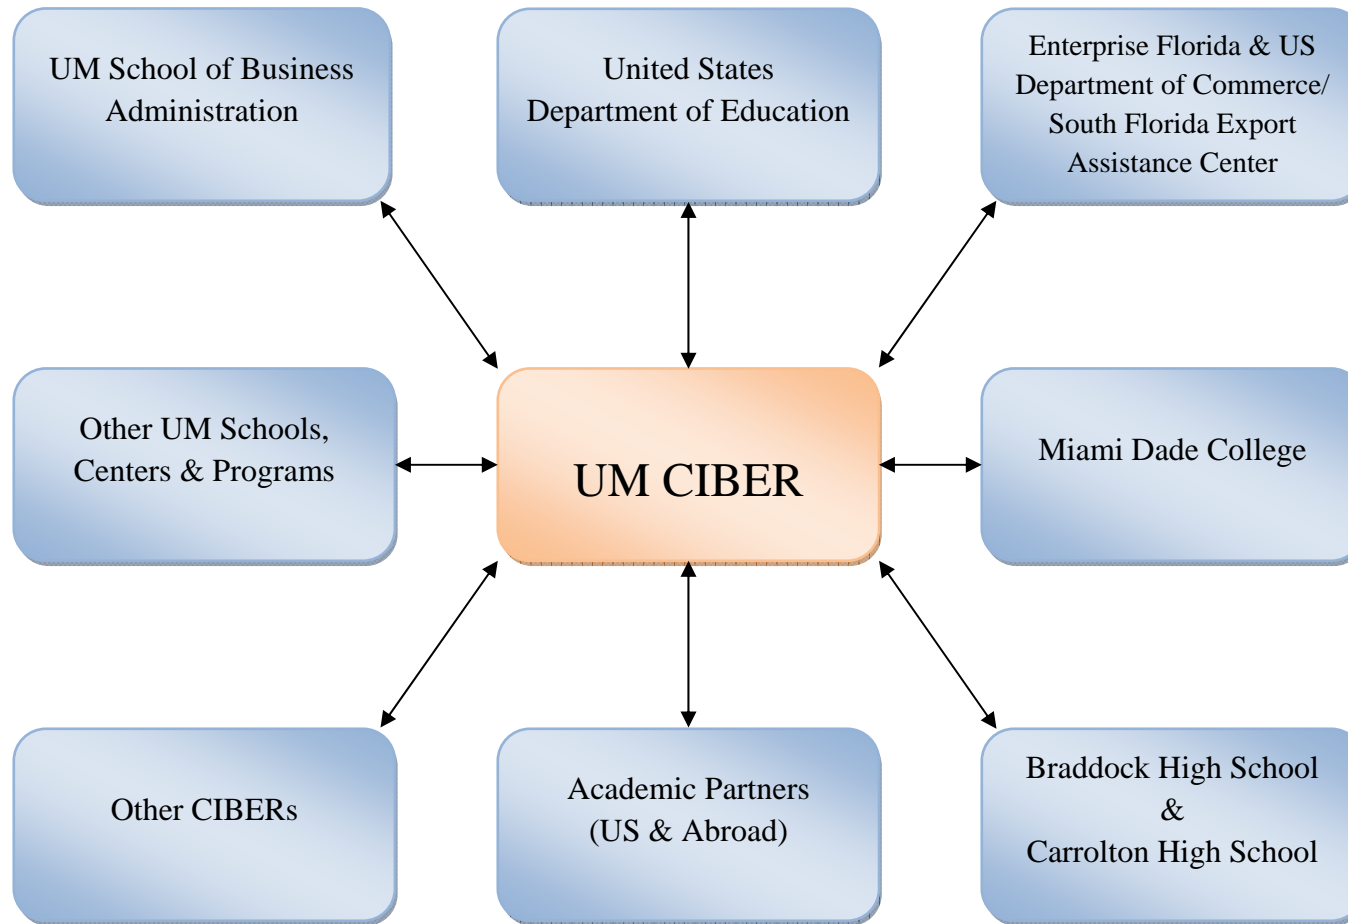 UM School of Business
Administration
United States
Department of Education
Enterprise Florida & US
Department of Commerce/
South Florida Export
Assistance Center
Other UM Schools,
Centers & Programs
UM CIBER
Miami Dade College
Other CIBERs
Academic Partners
(US & Abroad)
Braddock High School
&
Carrolton High School